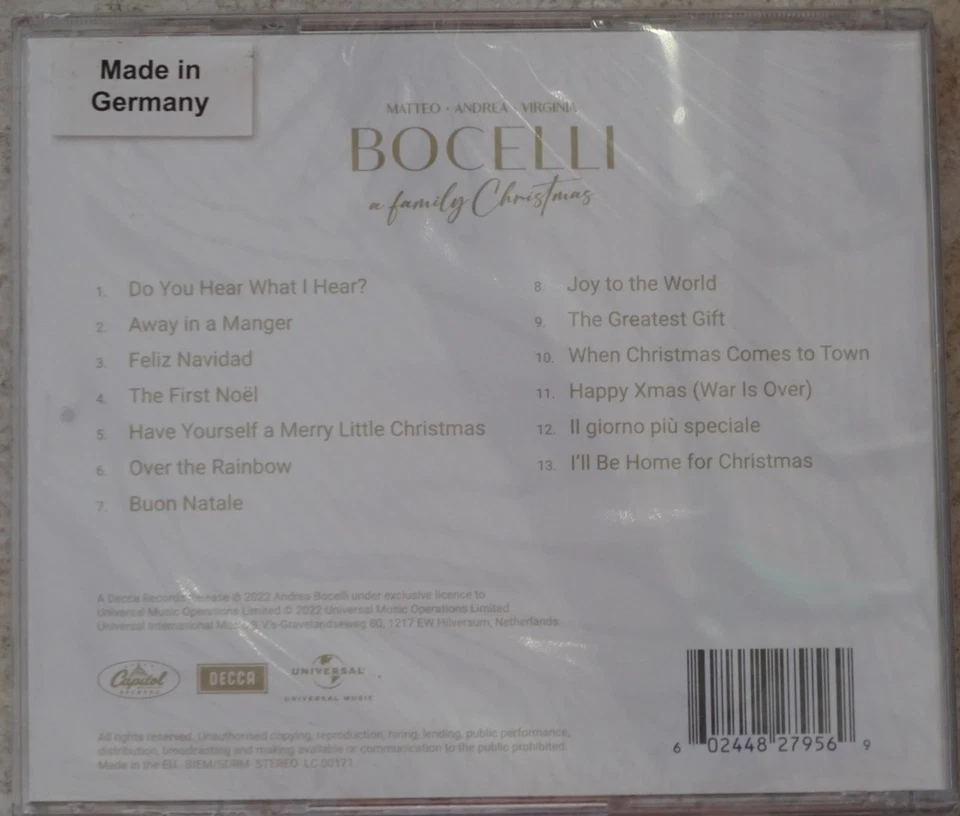 Made in
Germany
MATTEO · ANDREA · VIRGINIA
BOCELLI
a family Christmas
1. Do You Hear What I Hear?
2. Away in a Manger
3. Feliz Navidad
4. The First Noël
5. Have Yourself a Merry Little Christmas
6. Over the Rainbow
7. Buon Natale
8. Joy to the World
9. The Greatest Gift
10. When Christmas Comes to Town
11. Happy Xmas (War Is Over)
12. Il giorno più speciale
13. I'll Be Home for Christmas
A Decca Records Release ℗ 2022 Andrea Bocelli under exclusive licence to
Universal Music Operations Limited © 2022 Universal Music Operations Limited
Universal International Music B.V.'s-Gravelandseweg 80, 1217 EW Hilversum, Netherlands.
Capitol
RECORDS
DECCA
UNIVERSAL
UNIVERSAL MUSIC
All rights reserved. Unauthorised copying, reproduction, hiring, lending, public performance,
distribution, broadcasting and making available or communication to the public prohibited.
Made in the EU. BIEM/SDRM STEREO LC 00171
6 02448 27956 9